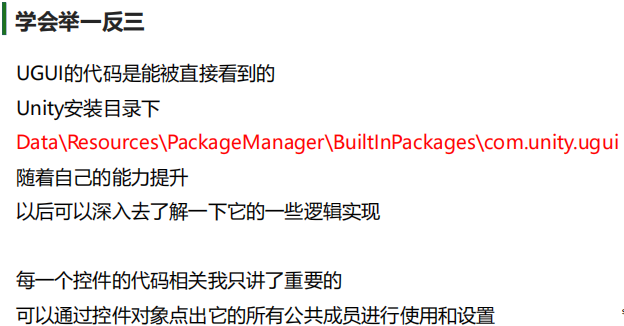 学会举一反三
UGUI的代码是能被直接看到的
Unity安装目录下
Data\Resources\PackageManager\BuiltInPackages\com.unity.ugui
随着自己的能力提升
以后可以深入去了解一下它的一些逻辑实现
每一个控件的代码相关我只讲了重要的
可以通过控件对象点出它的所有公共成员进行使用和设置